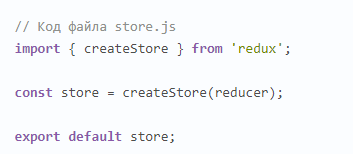 // Код файла store.js
import { createStore } from 'redux';
const store = createStore(reducer);
export default store;